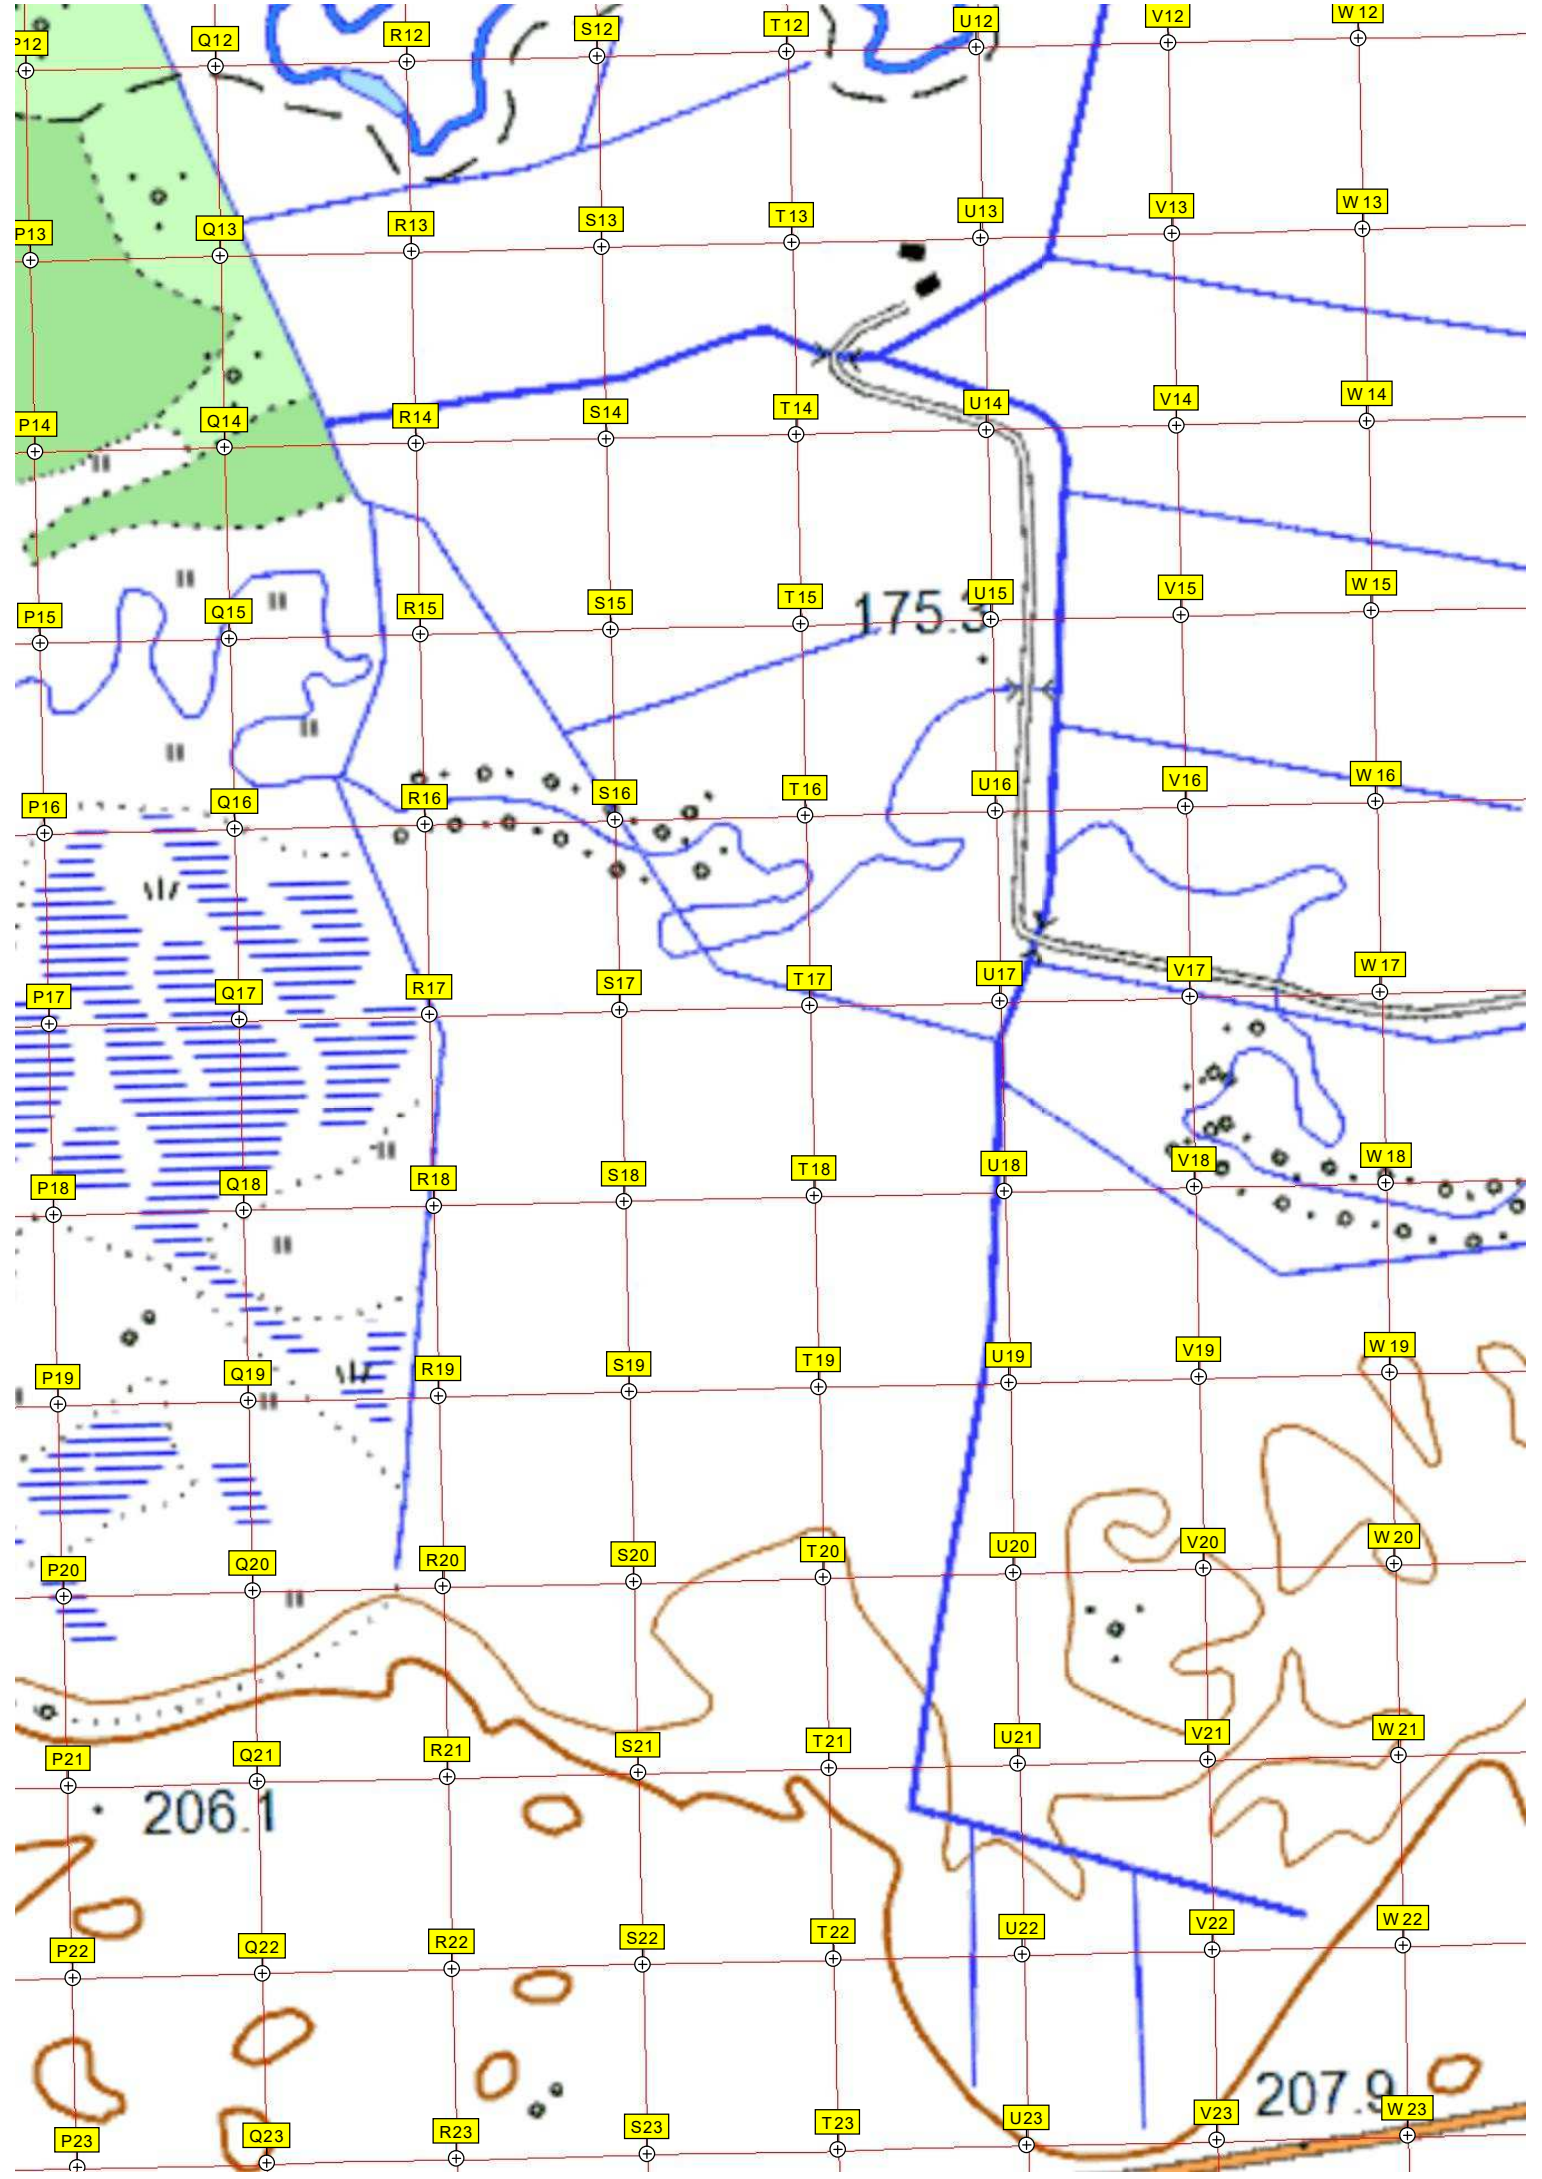 P12 Q12 R12 S12 T12 U12 V12 W12
P13 Q13 R13 S13 T13 U13 V13 W13
P14 Q14 R14 S14 T14 U14 V14 W14
P15 Q15 R15 S15 T15 175.3 U15 V15 W15
P16 Q16 R16 S16 T16 U16 V16 W16
P17 Q17 R17 S17 T17 U17 V17 W17
P18 Q18 R18 S18 T18 U18 V18 W18
P19 Q19 R19 S19 T19 U19 V19 W19
P20 Q20 R20 S20 T20 U20 V20 W20
P21 Q21 R21 S21 T21 U21 V21 W21
206.1
P22 Q22 R22 S22 T22 U22 V22 W22
207.9
P23 Q23 R23 S23 T23 U23 V23 W23